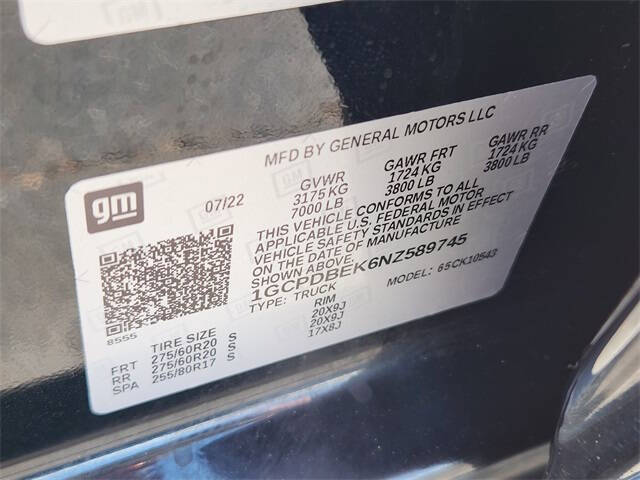 MFD BY GENERAL MOTORS LLC
gm
07/22
GVWR GAWR FRT GAWR RR
3175 KG 1724 KG 1724 KG
7000 LB 3800 LB 3800 LB
THIS VEHICLE CONFORMS TO ALL
APPLICABLE U.S. FEDERAL MOTOR
VEHICLE SAFETY STANDARDS IN EFFECT
ON THE DATE OF MANUFACTURE
SHOWN ABOVE.
1GCPDBEK6NZ589745
TYPE: TRUCK MODEL: 65CK10543
8555
TIRE SIZE RIM
FRT 275/60R20 S 20X9J
RR 275/60R20 S 20X9J
SPA 255/80R17 S 17X8J